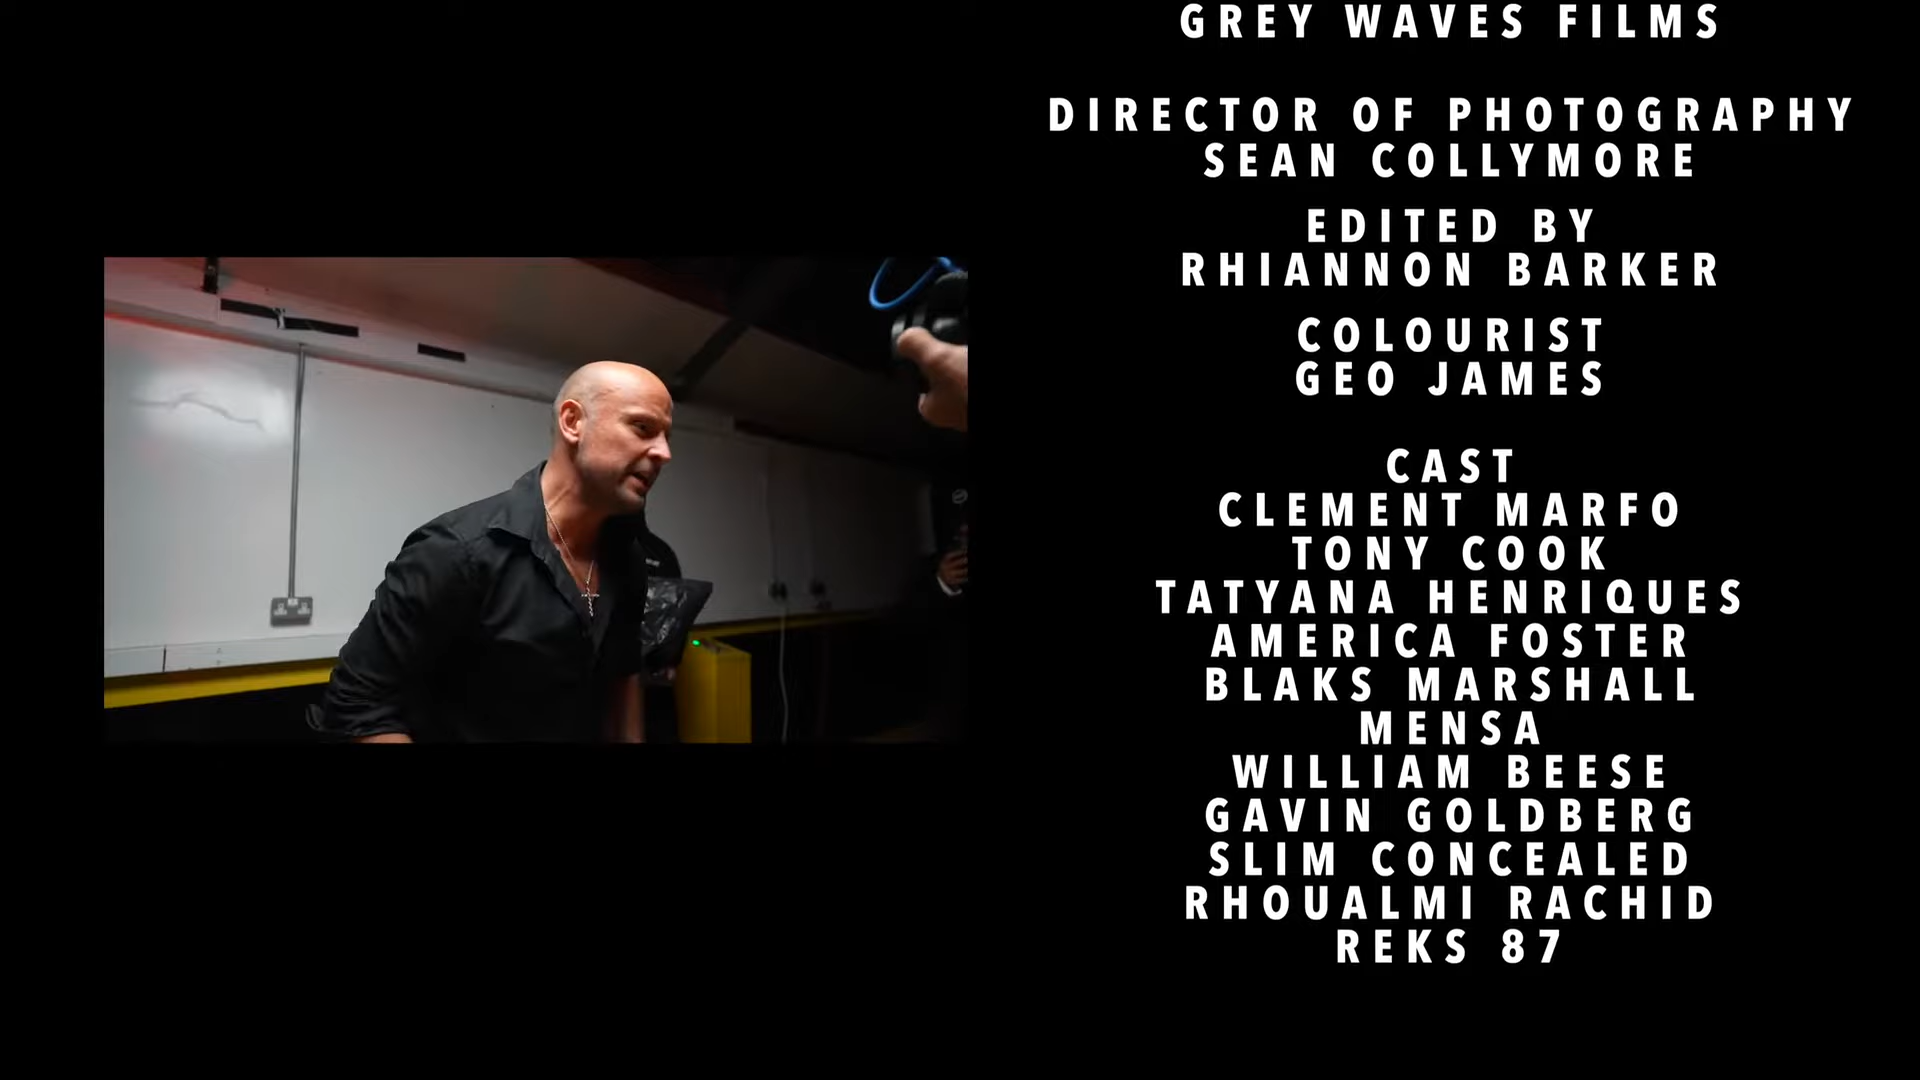 GREY WAVES FILMS
DIRECTOR OF PHOTOGRAPHY
SEAN COLLYMORE
EDITED BY
RHIANNON BARKER
COLOURIST
GEO JAMES
CAST
CLEMENT MARFO
TONY COOK
TATYANA HENRIQUES
AMERICA FOSTER
BLAKS MARSHALL
MENSA
WILLIAM BEESE
GAVIN GOLDBERG
SLIM CONCEALED
RHOUALMI RACHID
REKS 87